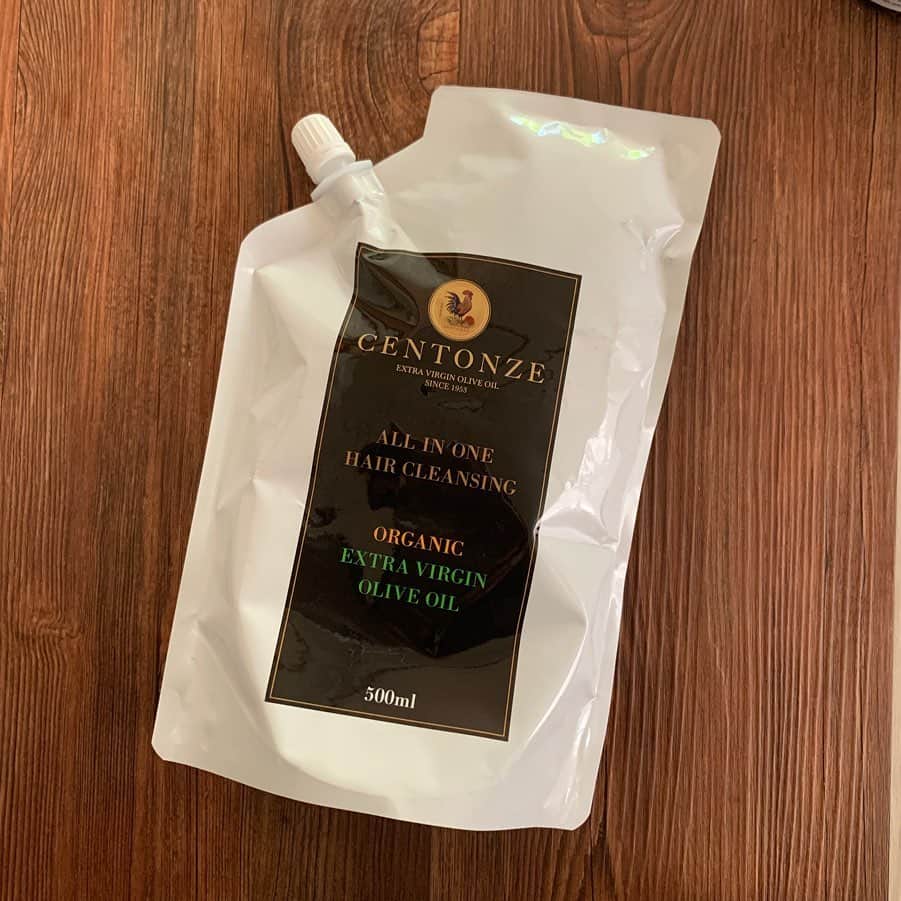 CENTONZE
EXTRA VIRGIN OLIVE OIL
SINCE 1953
ALL IN ONE
HAIR CLEANSING
ORGANIC
EXTRA VIRGIN
OLIVE OIL
500ml